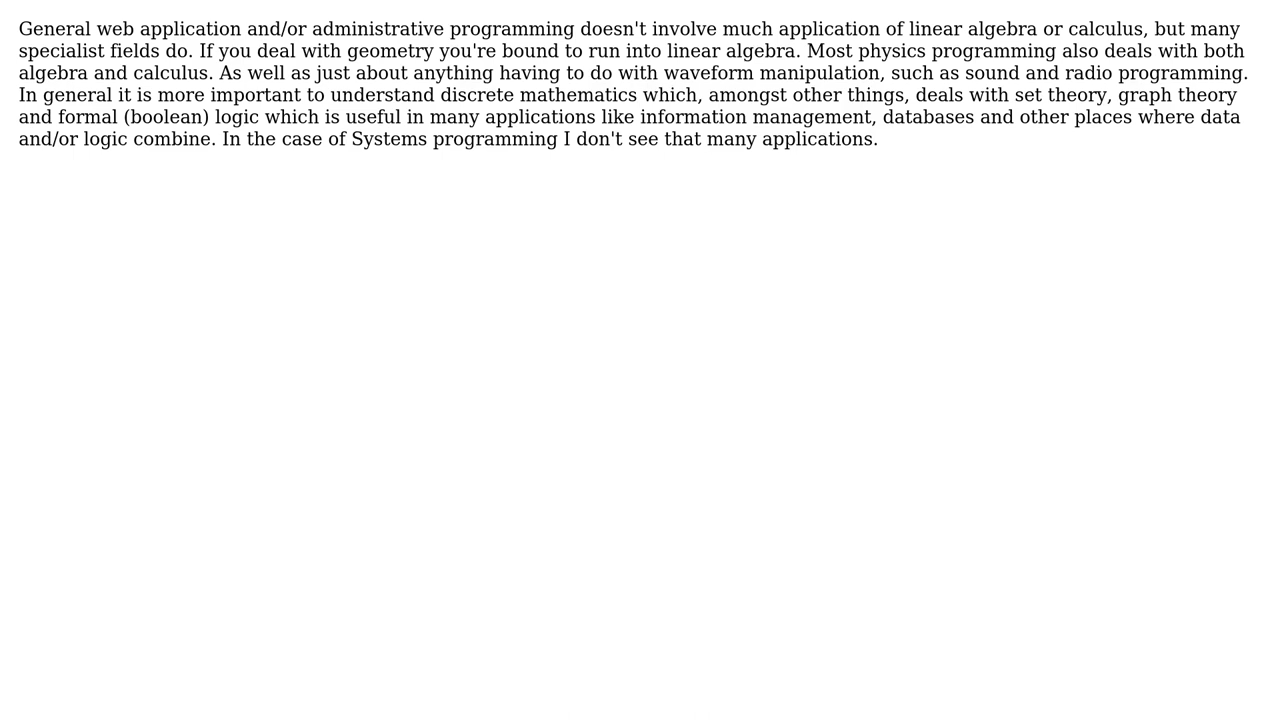 General web application and/or administrative programming doesn't involve much application of linear algebra or calculus, but many
specialist fields do. If you deal with geometry you're bound to run into linear algebra. Most physics programming also deals with both
algebra and calculus. As well as just about anything having to do with waveform manipulation, such as sound and radio programming.
In general it is more important to understand discrete mathematics which, amongst other things, deals with set theory, graph theory
and formal (boolean) logic which is useful in many applications like information management, databases and other places where data
and/or logic combine. In the case of Systems programming I don't see that many applications.